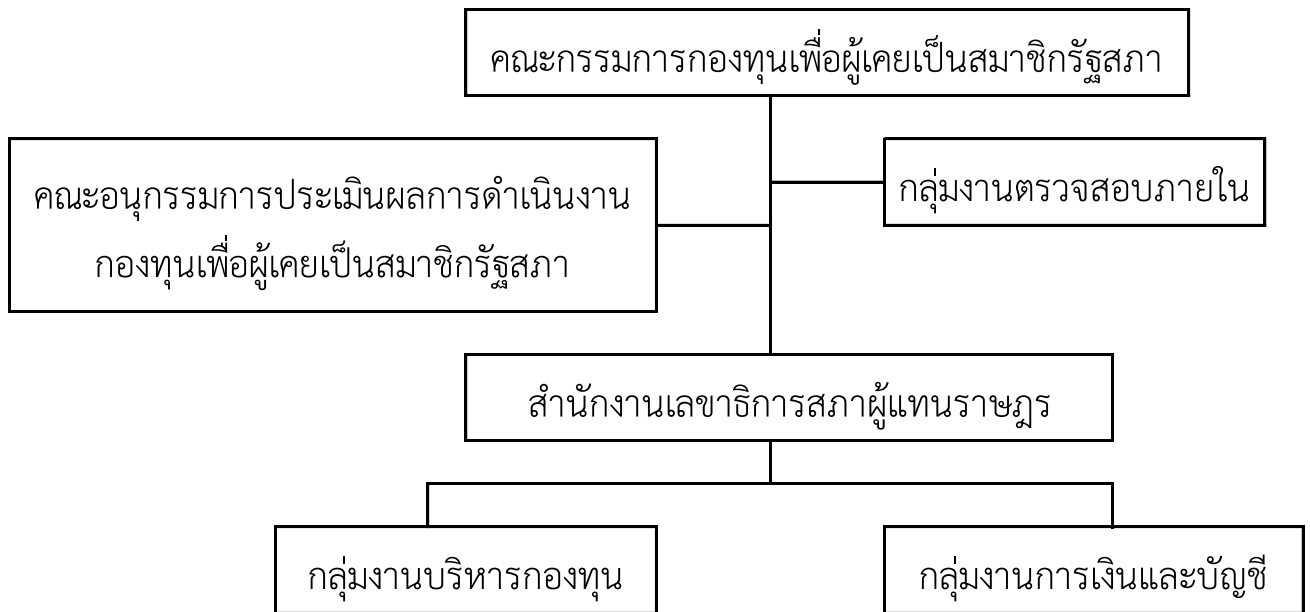 คณะกรรมการกองทุนเพื่อผู้เคยเป็นสมาชิกรัฐสภา
คณะอนุกรรมการประเมินผลการดำเนินงาน
กองทุนเพื่อผู้เคยเป็นสมาชิกรัฐสภา
กลุ่มงานตรวจสอบภายใน
สำนักงานเลขาธิการสภาผู้แทนราษฎร
กลุ่มงานบริหารกองทุน
กลุ่มงานการเงินและบัญชี